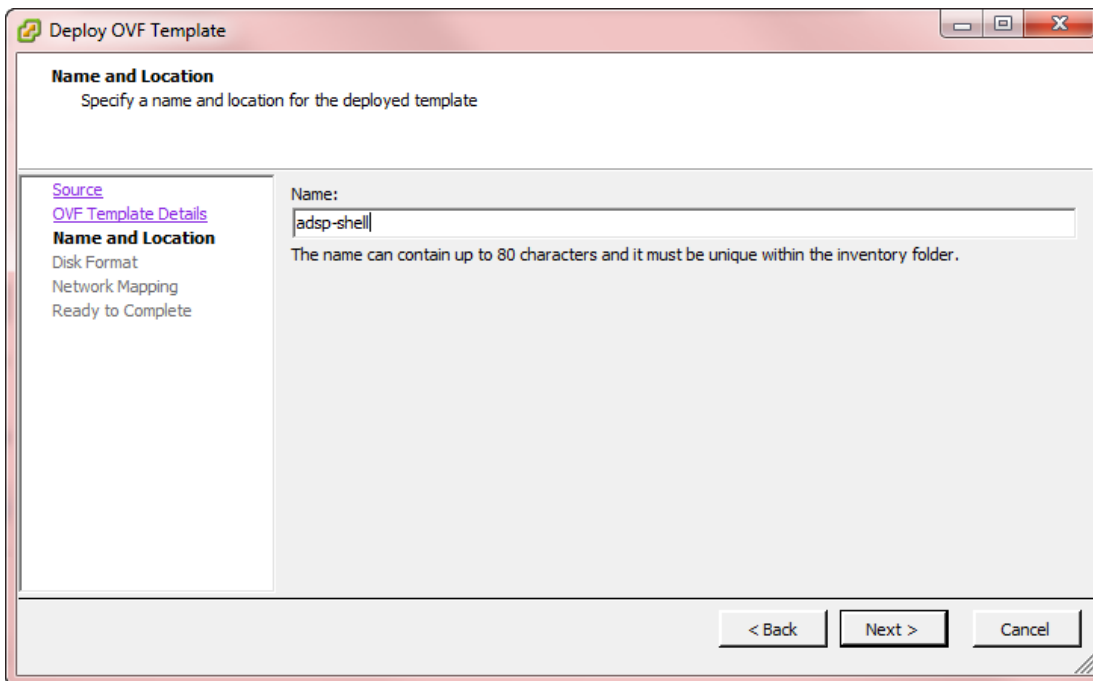 Deploy OVF Template
Name and Location
Specify a name and location for the deployed template
Source
OVF Template Details
Name and Location
Disk Format
Network Mapping
Ready to Complete
Name:
adsp-shell
The name can contain up to 80 characters and it must be unique within the inventory folder.
< Back
Next >
Cancel